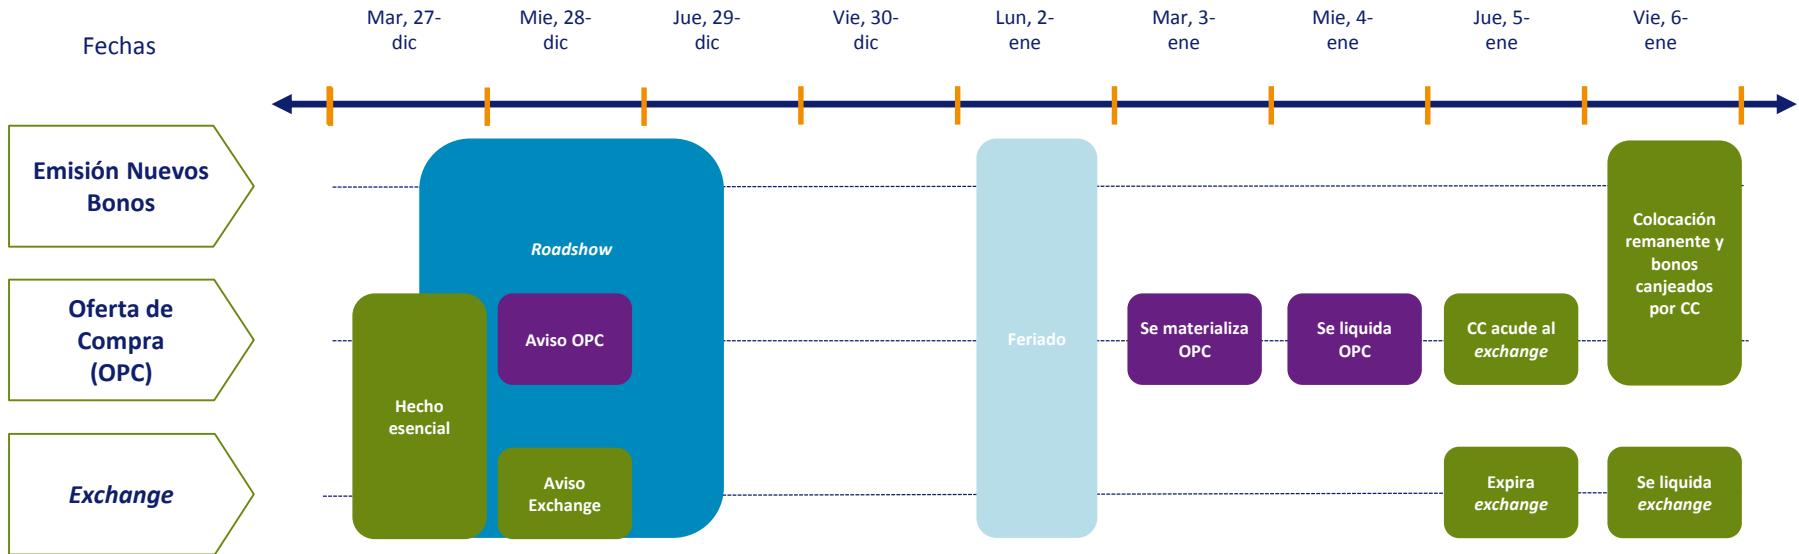 Fechas
Mar, 27-
dic
Mie, 28-
dic
Jue, 29-
dic
Vie, 30-
dic
Lun, 2-
ene
Mar, 3-
ene
Mie, 4-
ene
Jue, 5-
ene
Vie, 6-
ene
Emisión Nuevos
Bonos
Roadshow
Colocación
remanente y
bonos
canjeados
por CC
Oferta de
Compra
(OPC)
Aviso OPC
Feriado
Se materializa
OPC
Se liquida
OPC
CC acude al
exchange
Hecho
esencial
Exchange
Aviso
Exchange
Expira
exchange
Se liquida
exchange